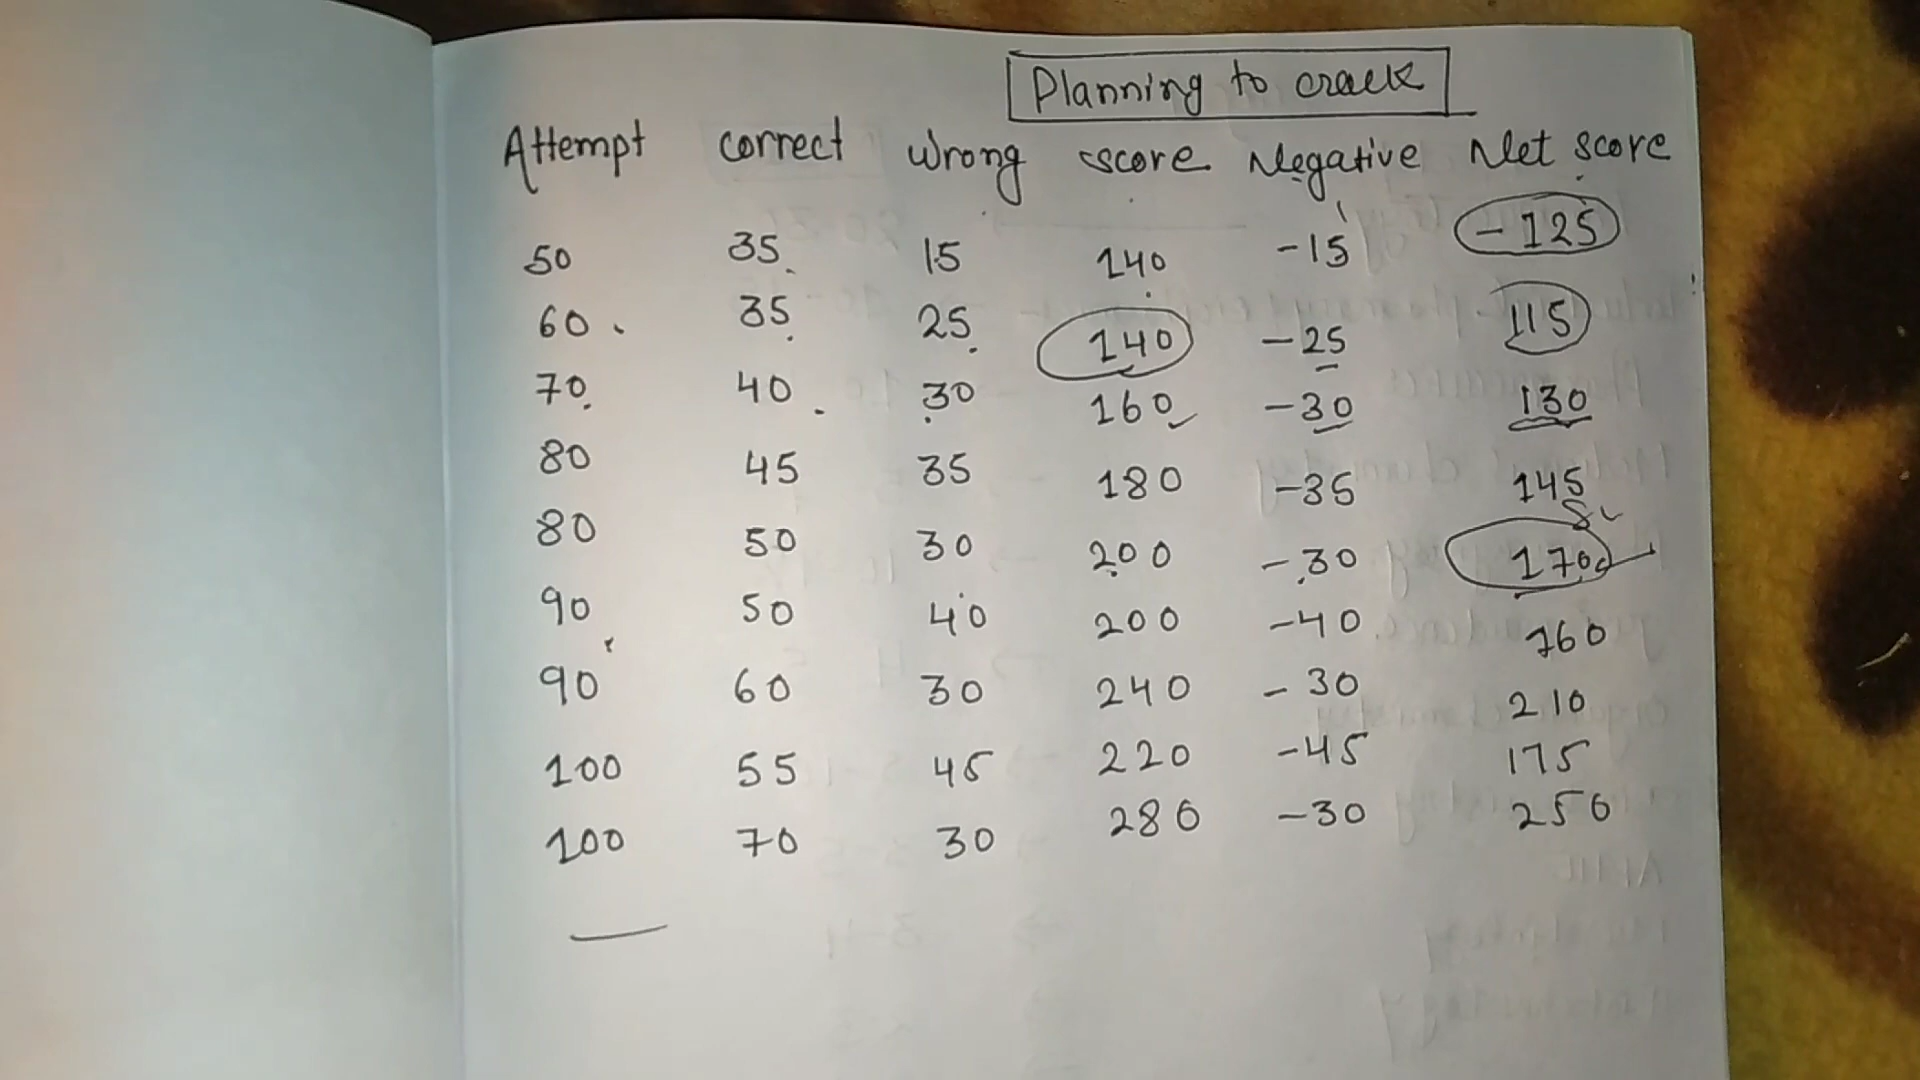 Planning to crack
Attempt correct Wrong score Negative Net score
50 35 15 140 -15 -125
60 35 25 140 -25 115
70 40 30 160 -30 130
80 45 35 180 -35 145
80 50 30 200 -30 170
90 50 40 200 -40 160
90 60 30 240 -30 210
100 55 45 220 -45 175
100 70 30 280 -30 250